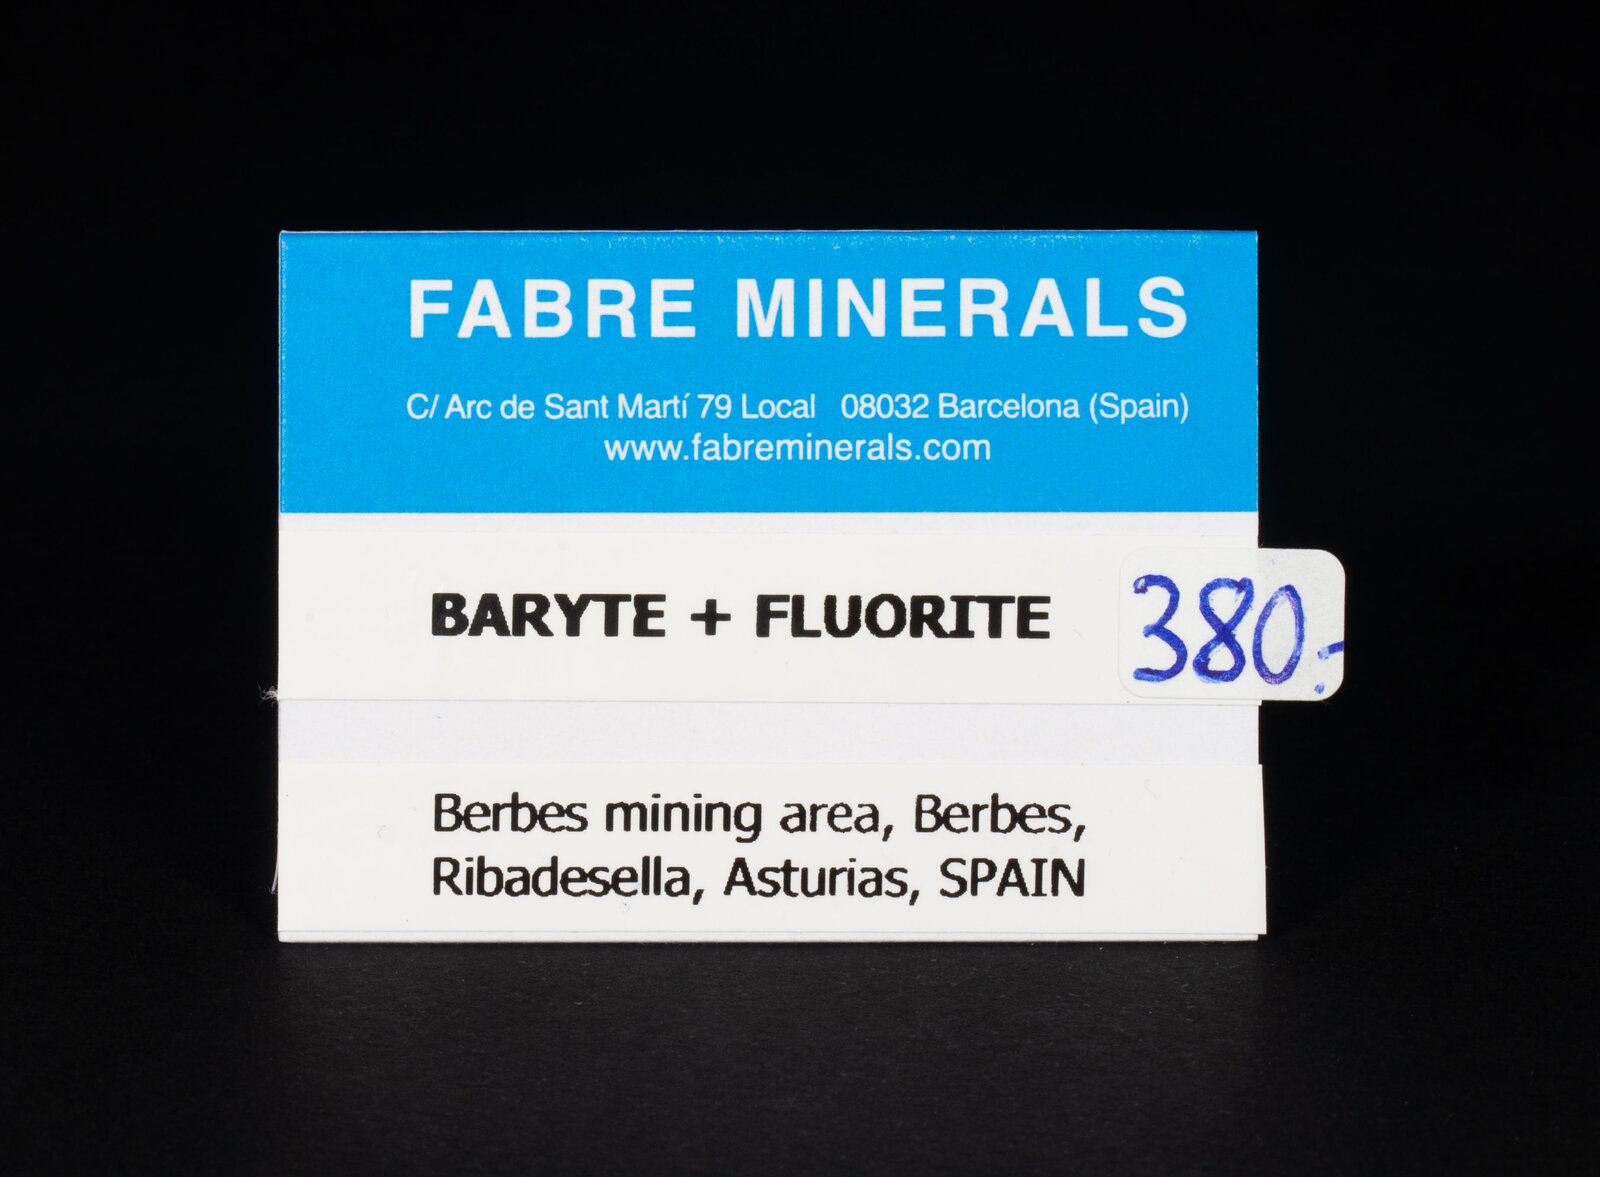 FABRE MINERALS
C/ Arc de Sant Martí 79 Local 08032 Barcelona (Spain)
www.fabreminerals.com
BARYTE + FLUORITE
380.-
Berbes mining area, Berbes,
Ribadesella, Asturias, SPAIN